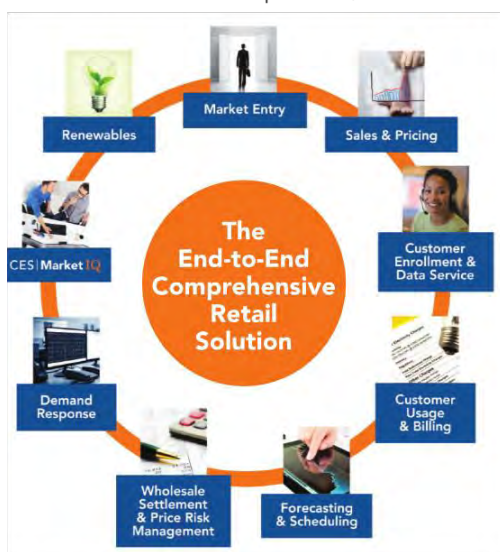 Market Entry
Sales & Pricing
Customer
Enrollment &
Data Service
Customer
Usage
& Billing
Forecasting
& Scheduling
Wholesale
Settlement
& Price Risk
Management
Demand
Response
CES|Market IQ
Renewables
The
End-to-End
Comprehensive
Retail
Solution